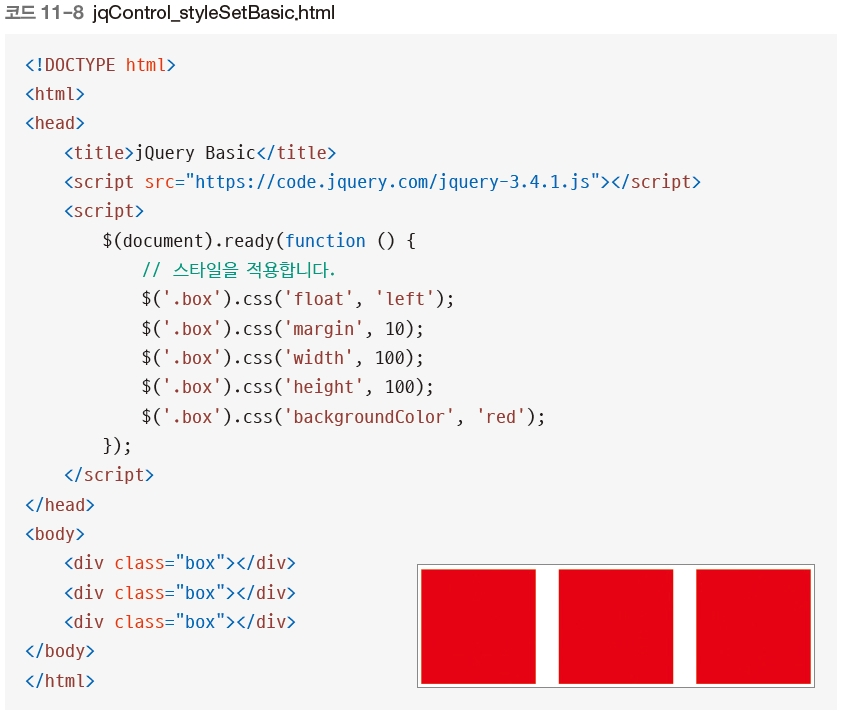 코드 11-8 jqControl_styleSetBasic.html
<!DOCTYPE html>
<html>
<head>
    <title>jQuery Basic</title>
    <script src="https://code.jquery.com/jquery-3.4.1.js"></script>
    <script>
        $(document).ready(function () {
            // 스타일을 적용합니다.
            $('.box').css('float', 'left');
            $('.box').css('margin', 10);
            $('.box').css('width', 100);
            $('.box').css('height', 100);
            $('.box').css('backgroundColor', 'red');
        });
    </script>
</head>
<body>
    <div class="box"></div>
    <div class="box"></div>
    <div class="box"></div>
</body>
</html>